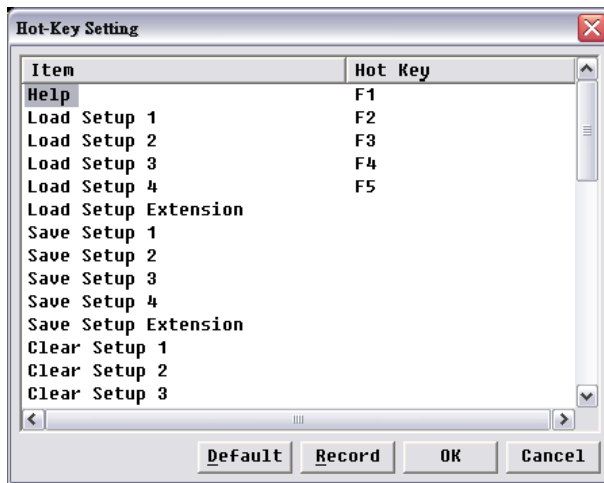 Hot-Key Setting
Item Hot Key
Help F1
Load Setup 1 F2
Load Setup 2 F3
Load Setup 3 F4
Load Setup 4 F5
Load Setup Extension
Save Setup 1
Save Setup 2
Save Setup 3
Save Setup 4
Save Setup Extension
Clear Setup 1
Clear Setup 2
Clear Setup 3
Default Record OK Cancel